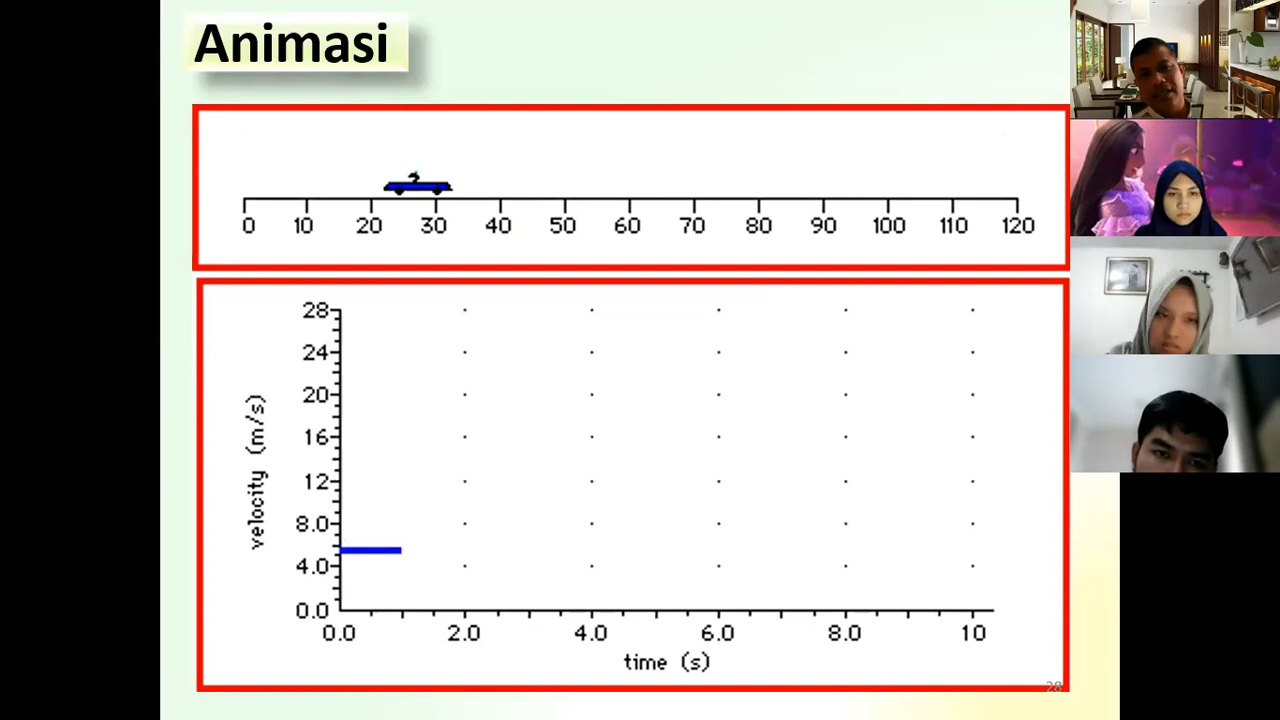 Animasi
0 10 20 30 40 50 60 70 80 90 100 110 120
28
24
20
16
12
8.0
4.0
0.0
velocity (m/s)
0.0 2.0 4.0 6.0 8.0 10
time (s)
28